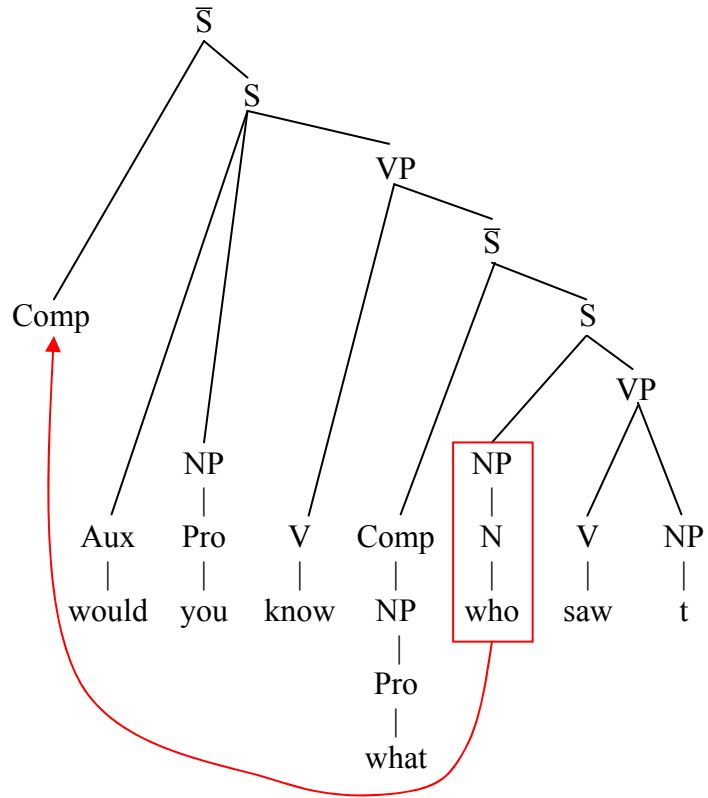 S̅
S
VP
S̅
Comp S
VP
NP NP
Aux Pro V Comp N V NP
would you know NP who saw t
Pro
what